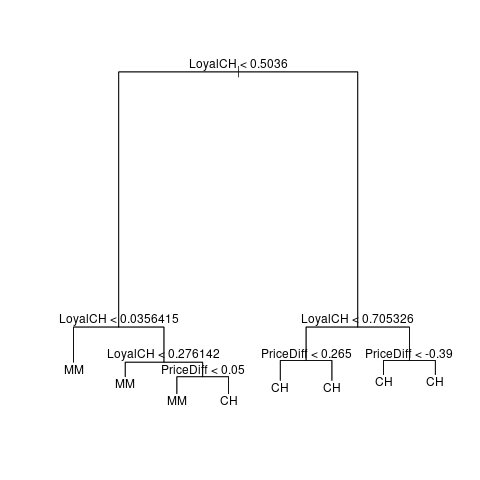 LoyalCH < 0.5036
LoyalCH < 0.0356415
LoyalCH < 0.705326
LoyalCH < 0.276142
PriceDiff < 0.265
PriceDiff < -0.39
MM
PriceDiff < 0.05
MM
CH
CH
CH
CH
MM
CH